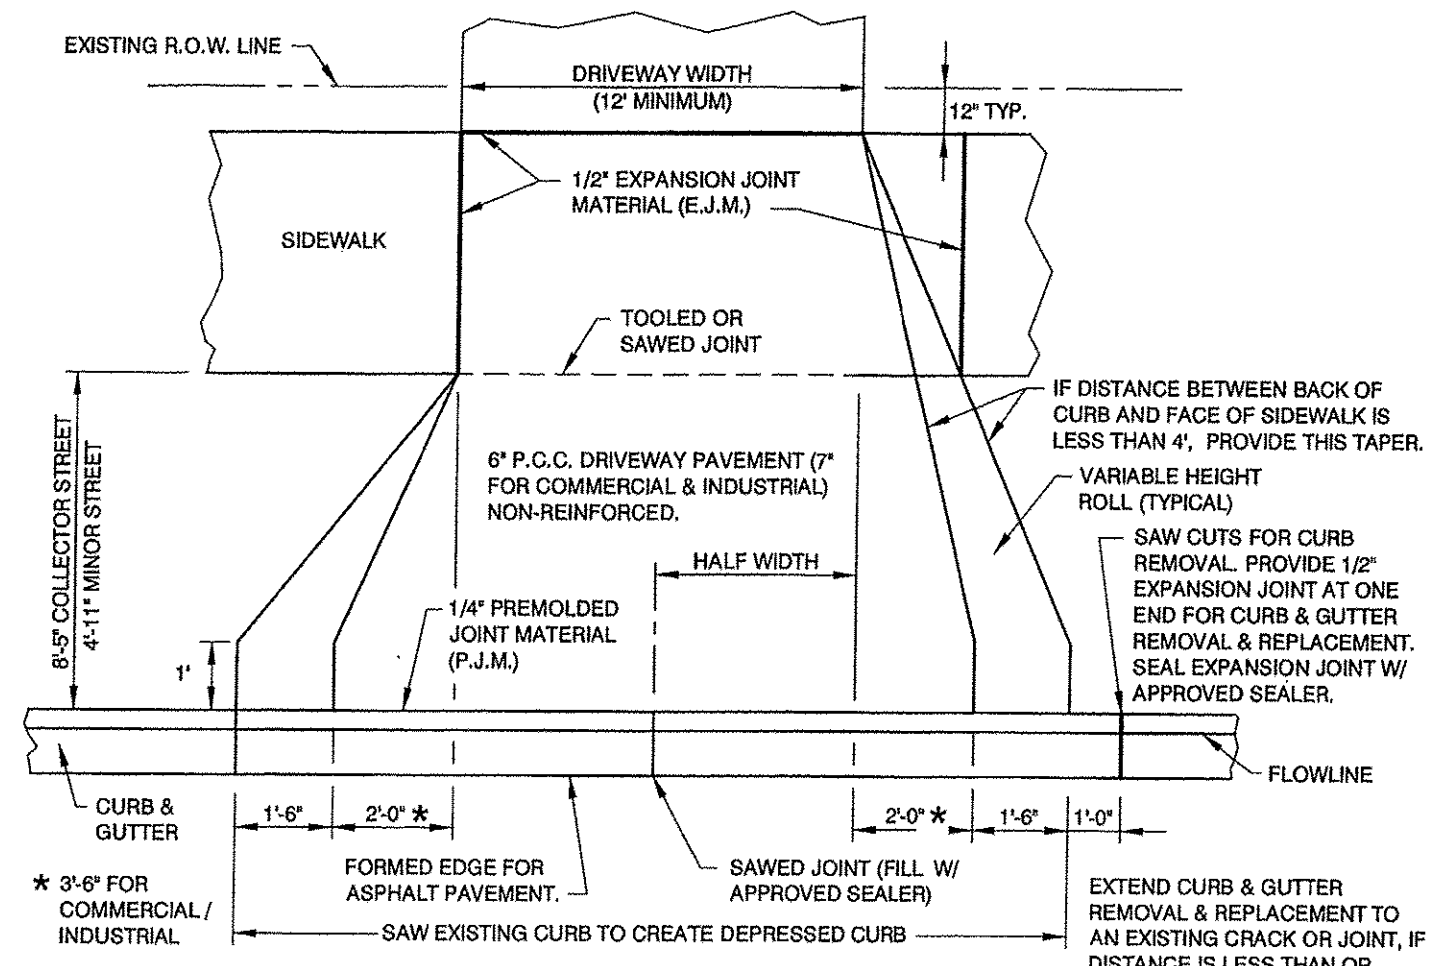 EXISTING R.O.W. LINE
DRIVEWAY WIDTH
(12' MINIMUM)
12" TYP.
1/2" EXPANSION JOINT
MATERIAL (E.J.M.)
SIDEWALK
TOOLED OR
SAWED JOINT
IF DISTANCE BETWEEN BACK OF
CURB AND FACE OF SIDEWALK IS
LESS THAN 4', PROVIDE THIS TAPER.
8'-5" COLLECTOR STREET
4'-11" MINOR STREET
6" P.C.C. DRIVEWAY PAVEMENT (7"
FOR COMMERCIAL & INDUSTRIAL)
NON-REINFORCED.
VARIABLE HEIGHT
ROLL (TYPICAL)
SAW CUTS FOR CURB
REMOVAL. PROVIDE 1/2"
EXPANSION JOINT AT ONE
END FOR CURB & GUTTER
REMOVAL & REPLACEMENT.
SEAL EXPANSION JOINT W/
APPROVED SEALER.
HALF WIDTH
1/4" PREMOLDED
JOINT MATERIAL
(P.J.M.)
1'
FLOWLINE
CURB &
GUTTER
1'-6"
2'-0" *
2'-0" *
1'-6"
1'-0"
FORMED EDGE FOR
ASPHALT PAVEMENT.
SAWED JOINT (FILL W/
APPROVED SEALER)
* 3'-6" FOR
COMMERCIAL /
INDUSTRIAL
SAW EXISTING CURB TO CREATE DEPRESSED CURB
EXTEND CURB & GUTTER
REMOVAL & REPLACEMENT TO
AN EXISTING CRACK OR JOINT, IF
DISTANCE IS LESS THAN OR